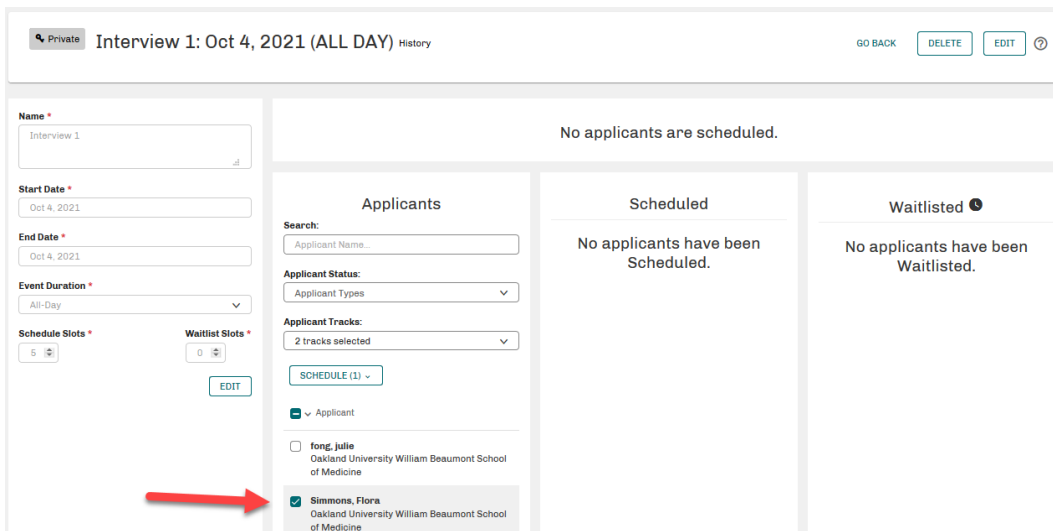 Private
Interview 1: Oct 4, 2021 (ALL DAY) History
GO BACK
DELETE
EDIT
Name *
Interview 1
Start Date *
Oct 4, 2021
End Date *
Oct 4, 2021
Event Duration *
All-Day
Schedule Slots *
Waitlist Slots *
5
0
EDIT
No applicants are scheduled.
Applicants
Search:
Applicant Name...
Applicant Status:
Applicant Types
Applicant Tracks:
2 tracks selected
SCHEDULE (1)
Applicant
fong, julie
Oakland University William Beaumont School
of Medicine
Simmons, Flora
Oakland University William Beaumont School
of Medicine
Scheduled
No applicants have been
Scheduled.
Waitlisted
No applicants have been
Waitlisted.